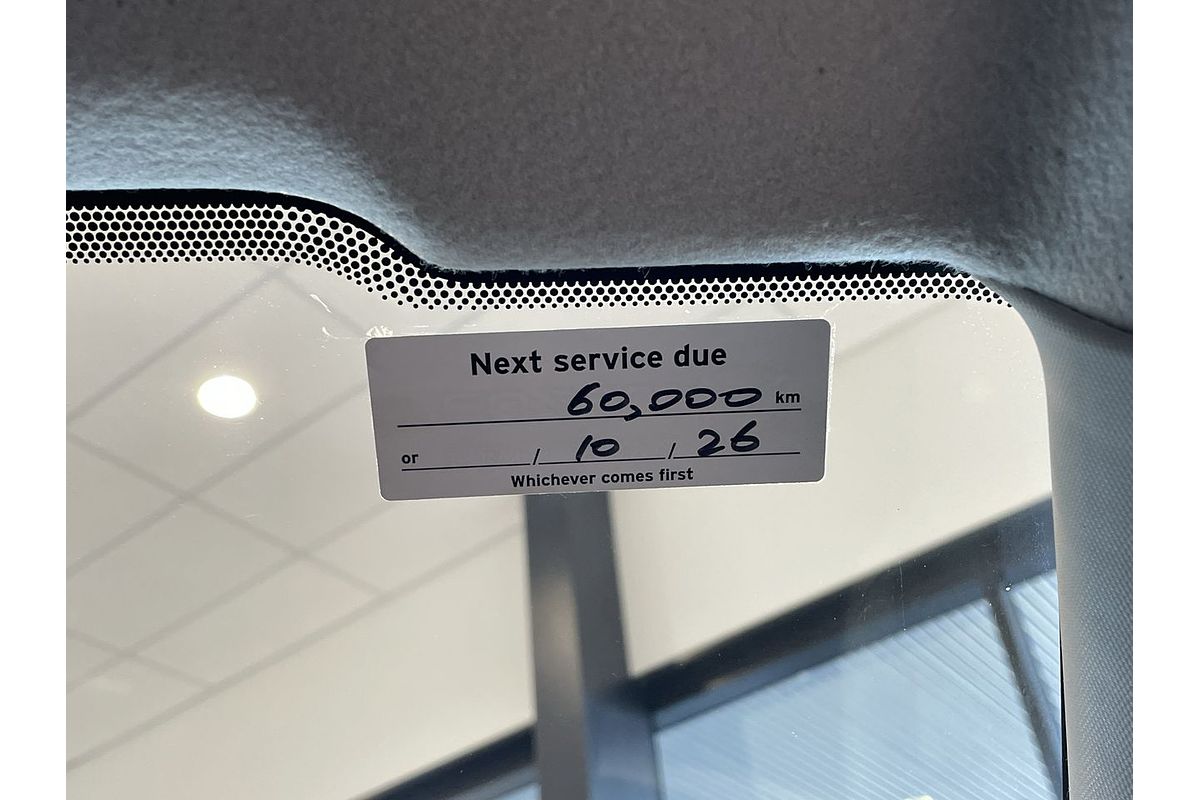 Next service due
60,000 km
or / 10 / 26
Whichever comes first